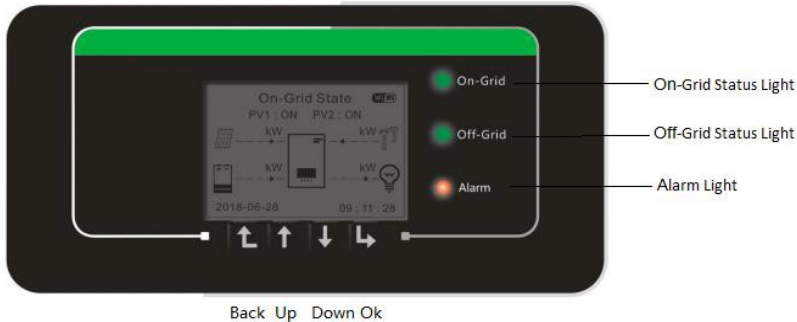 On-Grid State WiFi
PV1 : ON PV2 : ON
kW kW
kW kW
2018-06-28 09 : 11 : 28
On-Grid
Off-Grid
Alarm
On-Grid Status Light
Off-Grid Status Light
Alarm Light
Back Up Down Ok